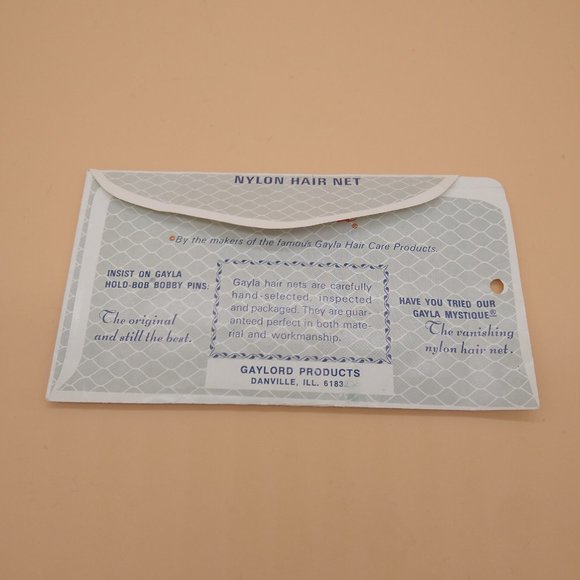 NYLON HAIR NET
®
©By the makers of the famous Gayla Hair Care Products.
INSIST ON GAYLA
HOLD-BOB BOBBY PINS.
The original
and still the best.
Gayla hair nets are carefully
hand-selected, inspected
and packaged. They are guar-
anteed perfect in both mate-
rial and workmanship.
HAVE YOU TRIED OUR
GAYLA MYSTIQUE®
The vanishing
nylon hair net.
GAYLORD PRODUCTS
DANVILLE, ILL. 6183